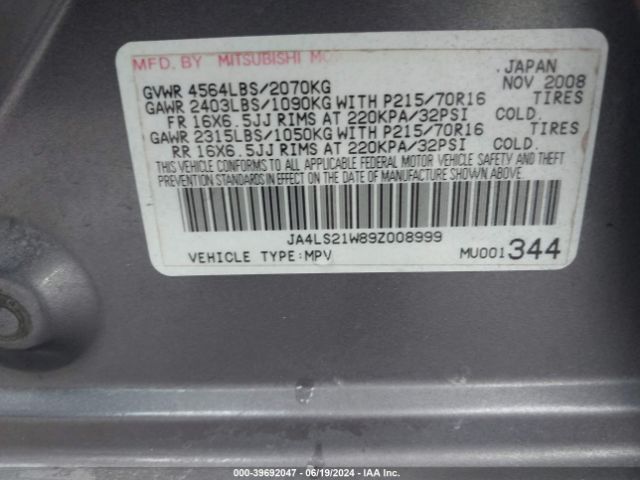 MFD. BY MITSUBISHI MO
. JAPAN
GVWR 4564LBS/2070KG NOV 2008
GAWR 2403LBS/1090KG WITH P215/70R16 TIRES
FR 16X6.5JJ RIMS AT 220KPA/32PSI COLD.
GAWR 2315LBS/1050KG WITH P215/70R16 TIRES
RR 16X6.5JJ RIMS AT 220KPA/32PSI COLD.
THIS VEHICLE CONFORMS TO ALL APPLICABLE FEDERAL MOTOR VEHICLE SAFETY AND THEFT
PREVENTION STANDARDS IN EFFECT ON THE DATE OF MANUFACTURE SHOWN ABOVE.
JA4LS21W89Z008999
VEHICLE TYPE:MPV MU001344
© Stock #: 39692047 / 06/19/2024 - IAA Inc.